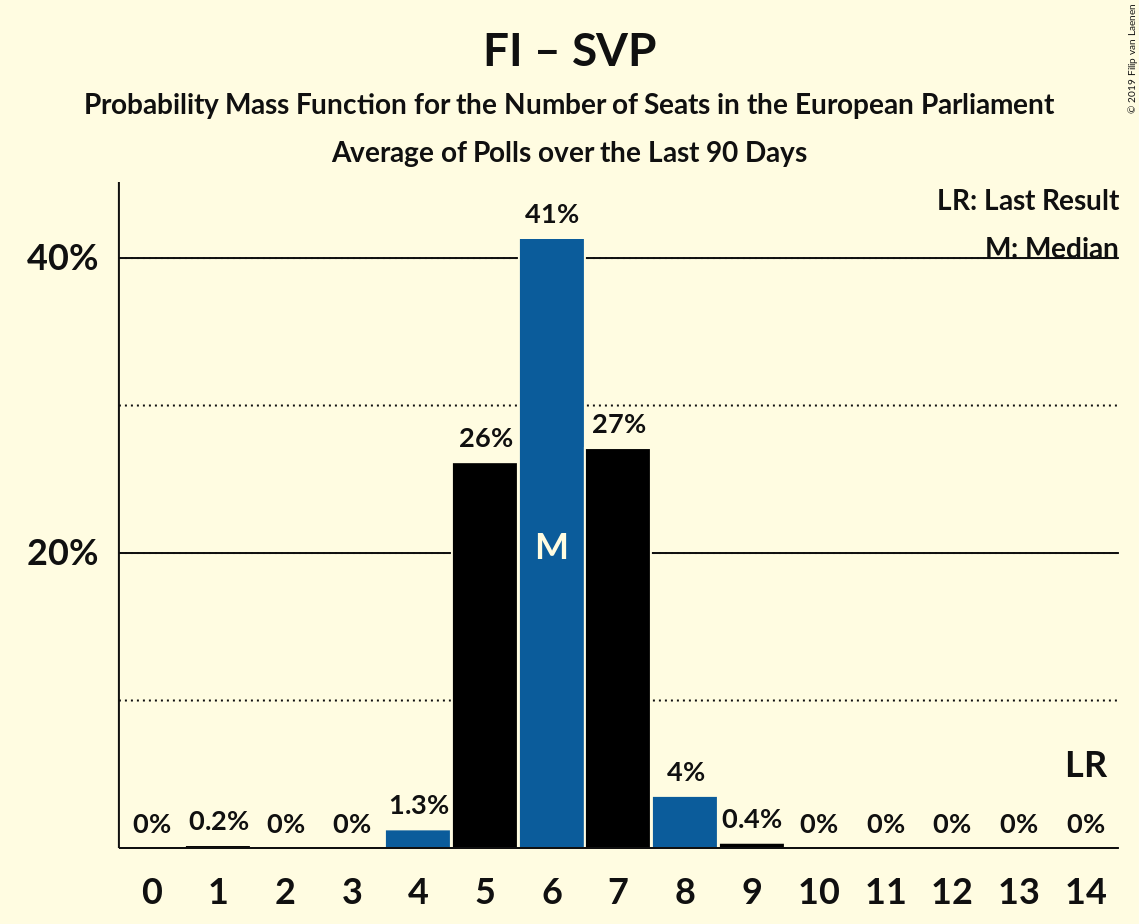 FI – SVP
Probability Mass Function for the Number of Seats in the European Parliament
Average of Polls over the Last 90 Days
© 2019 Filip van Laenen
LR: Last Result
M: Median
40%
20%
41%
26%
27%
M
LR
0% 0.2% 0% 0% 1.3% 4% 0.4% 0% 0% 0% 0% 0%
0 1 2 3 4 5 6 7 8 9 10 11 12 13 14